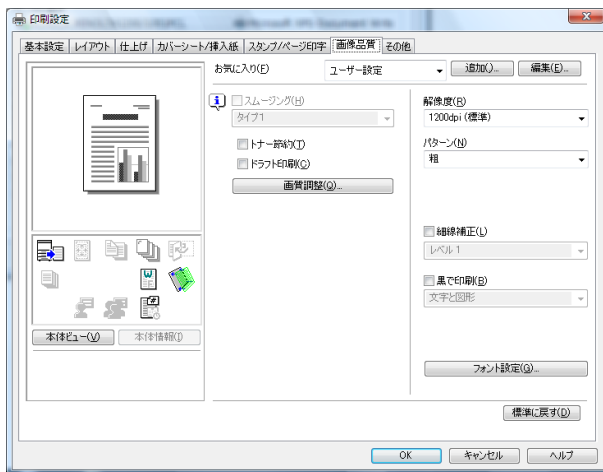 印刷設定
基本設定 レイアウト 仕上げ カバーシート/挿入紙 スタンプ/ページ印字 画像品質 その他
お気に入り(F) ユーザー設定 追加()... 編集(E)...
スムージング(H)
タイプ1
トナー節約(T)
ドラフト印刷(C)
画質調整(Q)...
解像度(R)
1200dpi (標準)
パターン(N)
粗
細線補正(L)
レベル 1
黒で印刷(B)
文字と図形
本体ビュー(V) 本体情報(I)
フォント設定(G)...
標準に戻す(D)
OK キャンセル ヘルプ